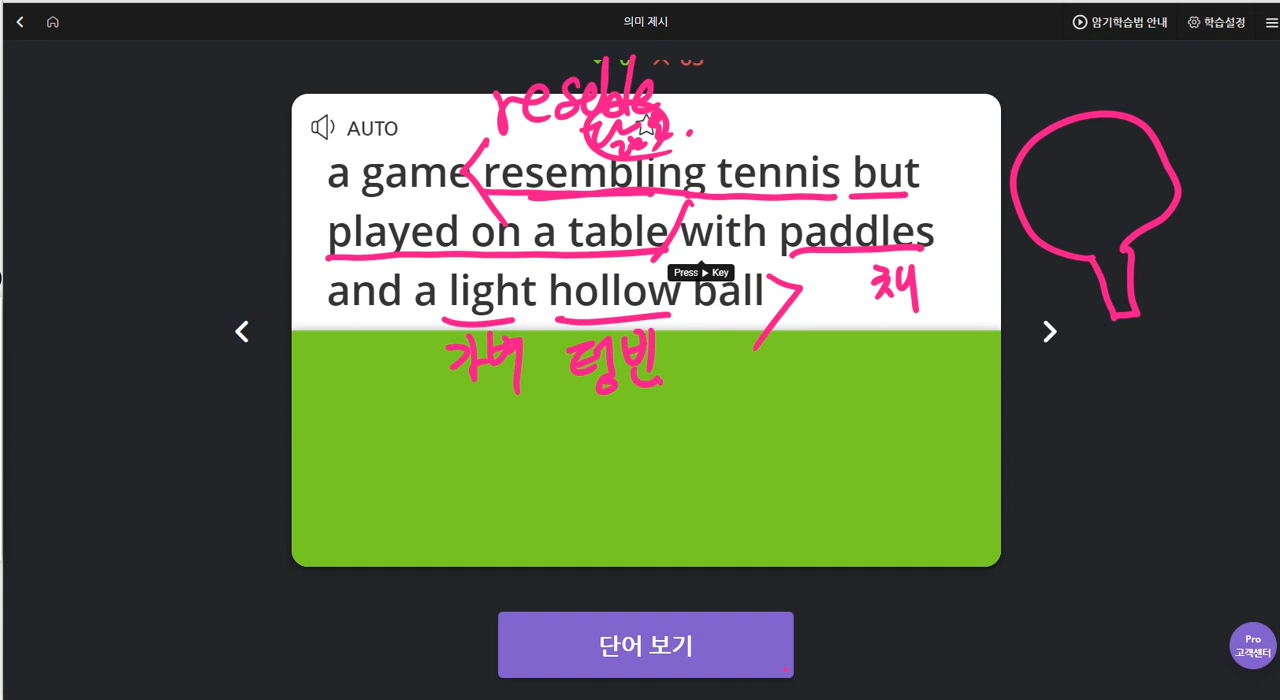 의미 제시
암기학습법 안내
학습설정
AUTO
a game resembling tennis but
played on a table with paddles
and a light hollow ball
Press ▶ Key
채
가벼
텅빈
단어 보기
Pro
고객센터